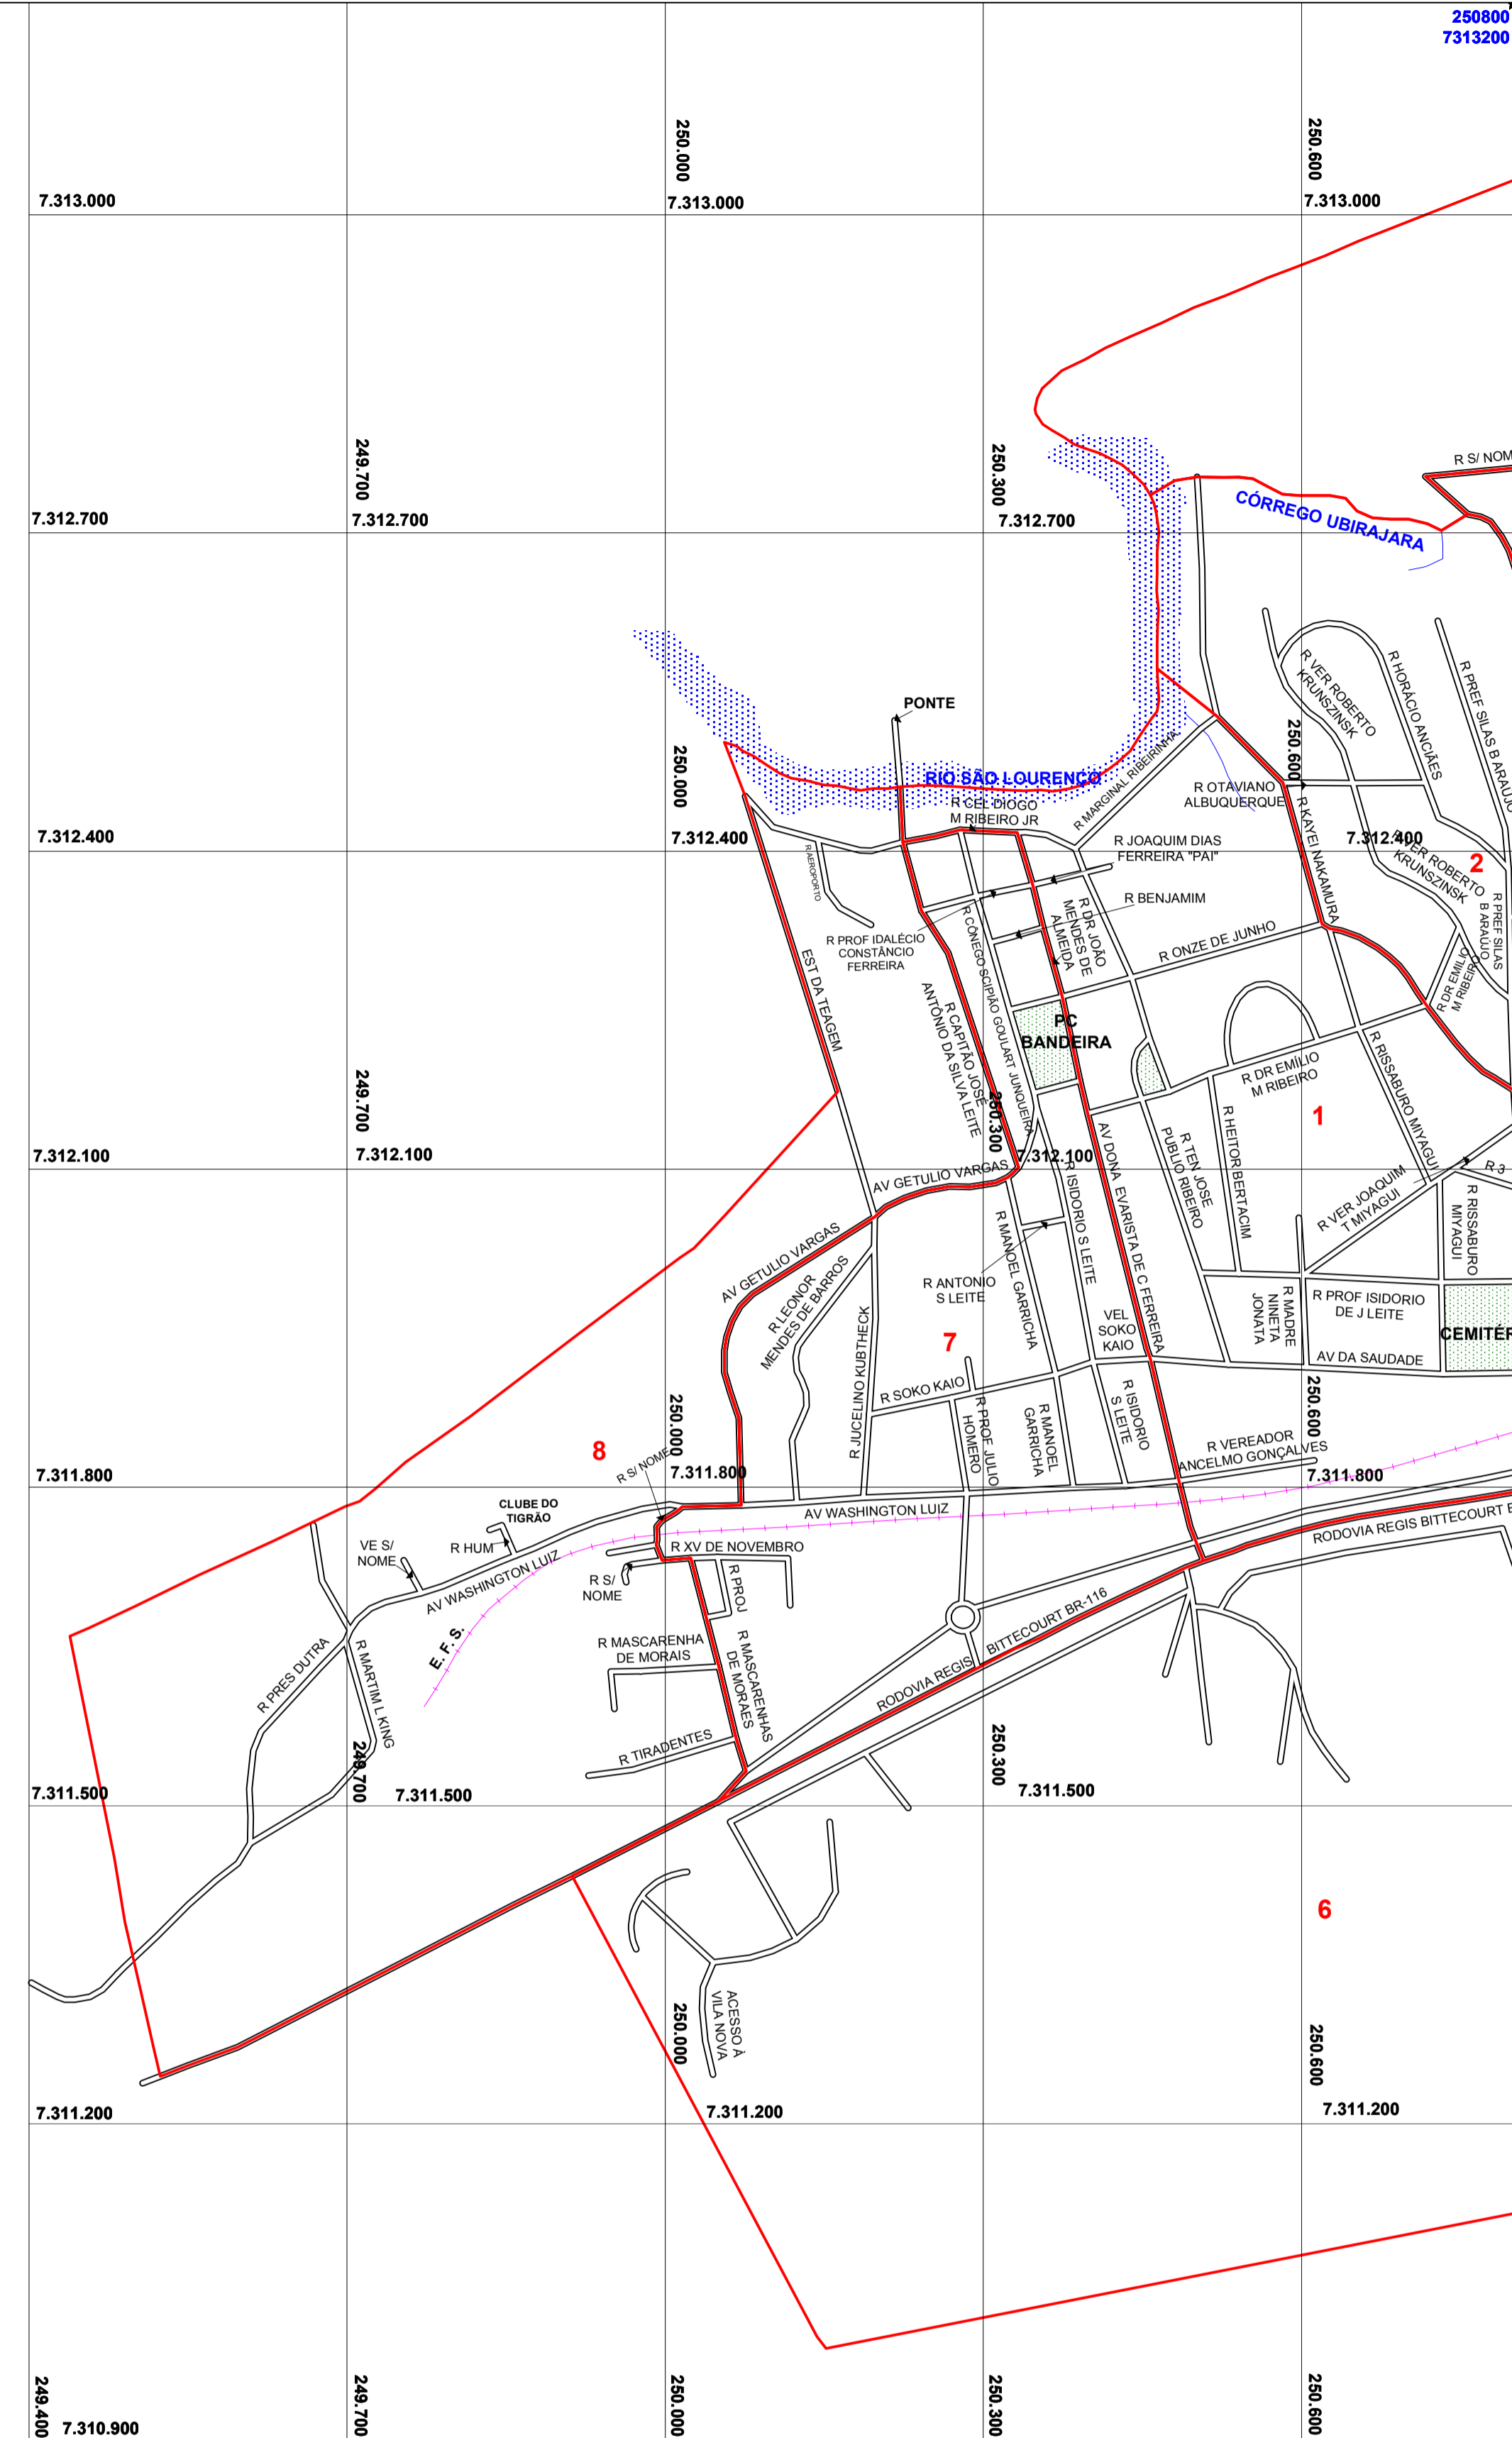 250800
7313200
250.000
250.600
7.313.000
7.313.000
7.313.000
249.700
250.300
R S/ NOM
CÓRREGO UBIRAJARA
7.312.700
7.312.700
7.312.700
R VER ROBERTO
KRUNSZINSK
R HORÁCIO ANCIÃES
R PREF SILAS B ARAÚJO
PONTE
250.000
250.600
RIO SÃO LOURENÇO
R MARGINAL RIBEIRINHA
R OTAVIANO
ALBUQUERQUE
R CEL DIOGO
M RIBEIRO JR
R KAYEI NAKAMURA
7.312.400
7.312.400
7.312.400
R JOAQUIM DIAS
FERREIRA "PAI"
R VER ROBERTO
KRUNSZINSK
2
R AEROPORTO
R BENJAMIM
R PREF SILAS
B ARAÚJO
R PROF IDALÉCIO
CONSTÂNCIO
FERREIRA
R CÔNEGO SCIPIÃO GOULART JUNQUEIRA
R DR JOÃO
MENDES DE
ALMEIDA
R ONZE DE JUNHO
R DR EMILIO
M RIBEIRO
EST DA TEAGEM
R CAPITÃO JOSÉ
ANTÔNIO DA SILVA LEITE
PC
BANDEIRA
R DR EMÍLIO
M RIBEIRO
R RISSABURO MIYAGUI
249.700
250.300
1
R HEITOR BERTACIM
R TEN JOSE
PUBLIO RIBEIRO
AV DONA EVARISTA DE C FERREIRA
7.312.100
7.312.100
7.312.100
AV GETULIO VARGAS
R ISIDORIO S LEITE
R VER JOAQUIM
T MIYAGUI
R 3
R RISSABURO
MIYAGUI
AV GETULIO VARGAS
R MANOEL GARRICHA
R LEONOR
MENDES DE BARROS
R ANTONIO
S LEITE
R MADRE
NINETA
JONATA
R PROF ISIDORIO
DE J LEITE
R JUCELINO KUBTHECK
7
VEL
SOKO
KAIO
CEMITÉR
AV DA SAUDADE
R SOKO KAIO
R PROF JULIO
HOMERO
R MANOEL
GARRICHA
R ISIDORIO
S LEITE
250.000
250.600
8
R S/ NOME
R VEREADOR
ANCELMO GONÇALVES
7.311.800
7.311.800
7.311.800
CLUBE DO
TIGRÃO
AV WASHINGTON LUIZ
RODOVIA REGIS BITTECOURT B
VE S/
NOME
R HUM
R XV DE NOVEMBRO
AV WASHINGTON LUIZ
R S/
NOME
R PROJ
E. F. S.
R MASCARENHA
DE MORAIS
R MASCARENHAS
DE MORAES
RODOVIA REGIS
BITTECOURT BR-116
R PRES DUTRA
R MARTIM L KING
R TIRADENTES
249.700
250.300
7.311.500
7.311.500
7.311.500
6
ACESSO À
VILA NOVA
250.000
250.600
7.311.200
7.311.200
7.311.200
249.400
249.700
250.000
250.300
250.600
7.310.900